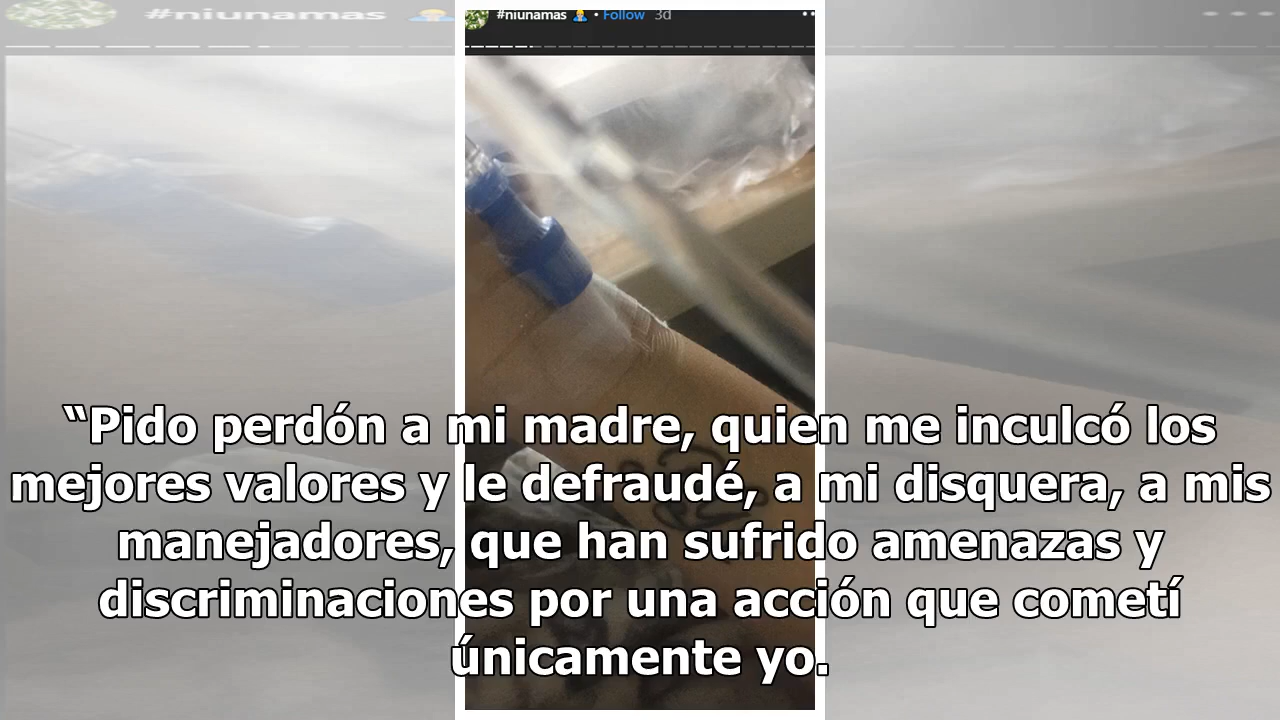 #niunamas
#niunamas • Follow 3d
“Pido perdón a mi madre, quien me inculcó los
mejores valores y le defraudé, a mi disquera, a mis
manejadores, que han sufrido amenazas y
discriminaciones por una acción que cometí
únicamente yo.